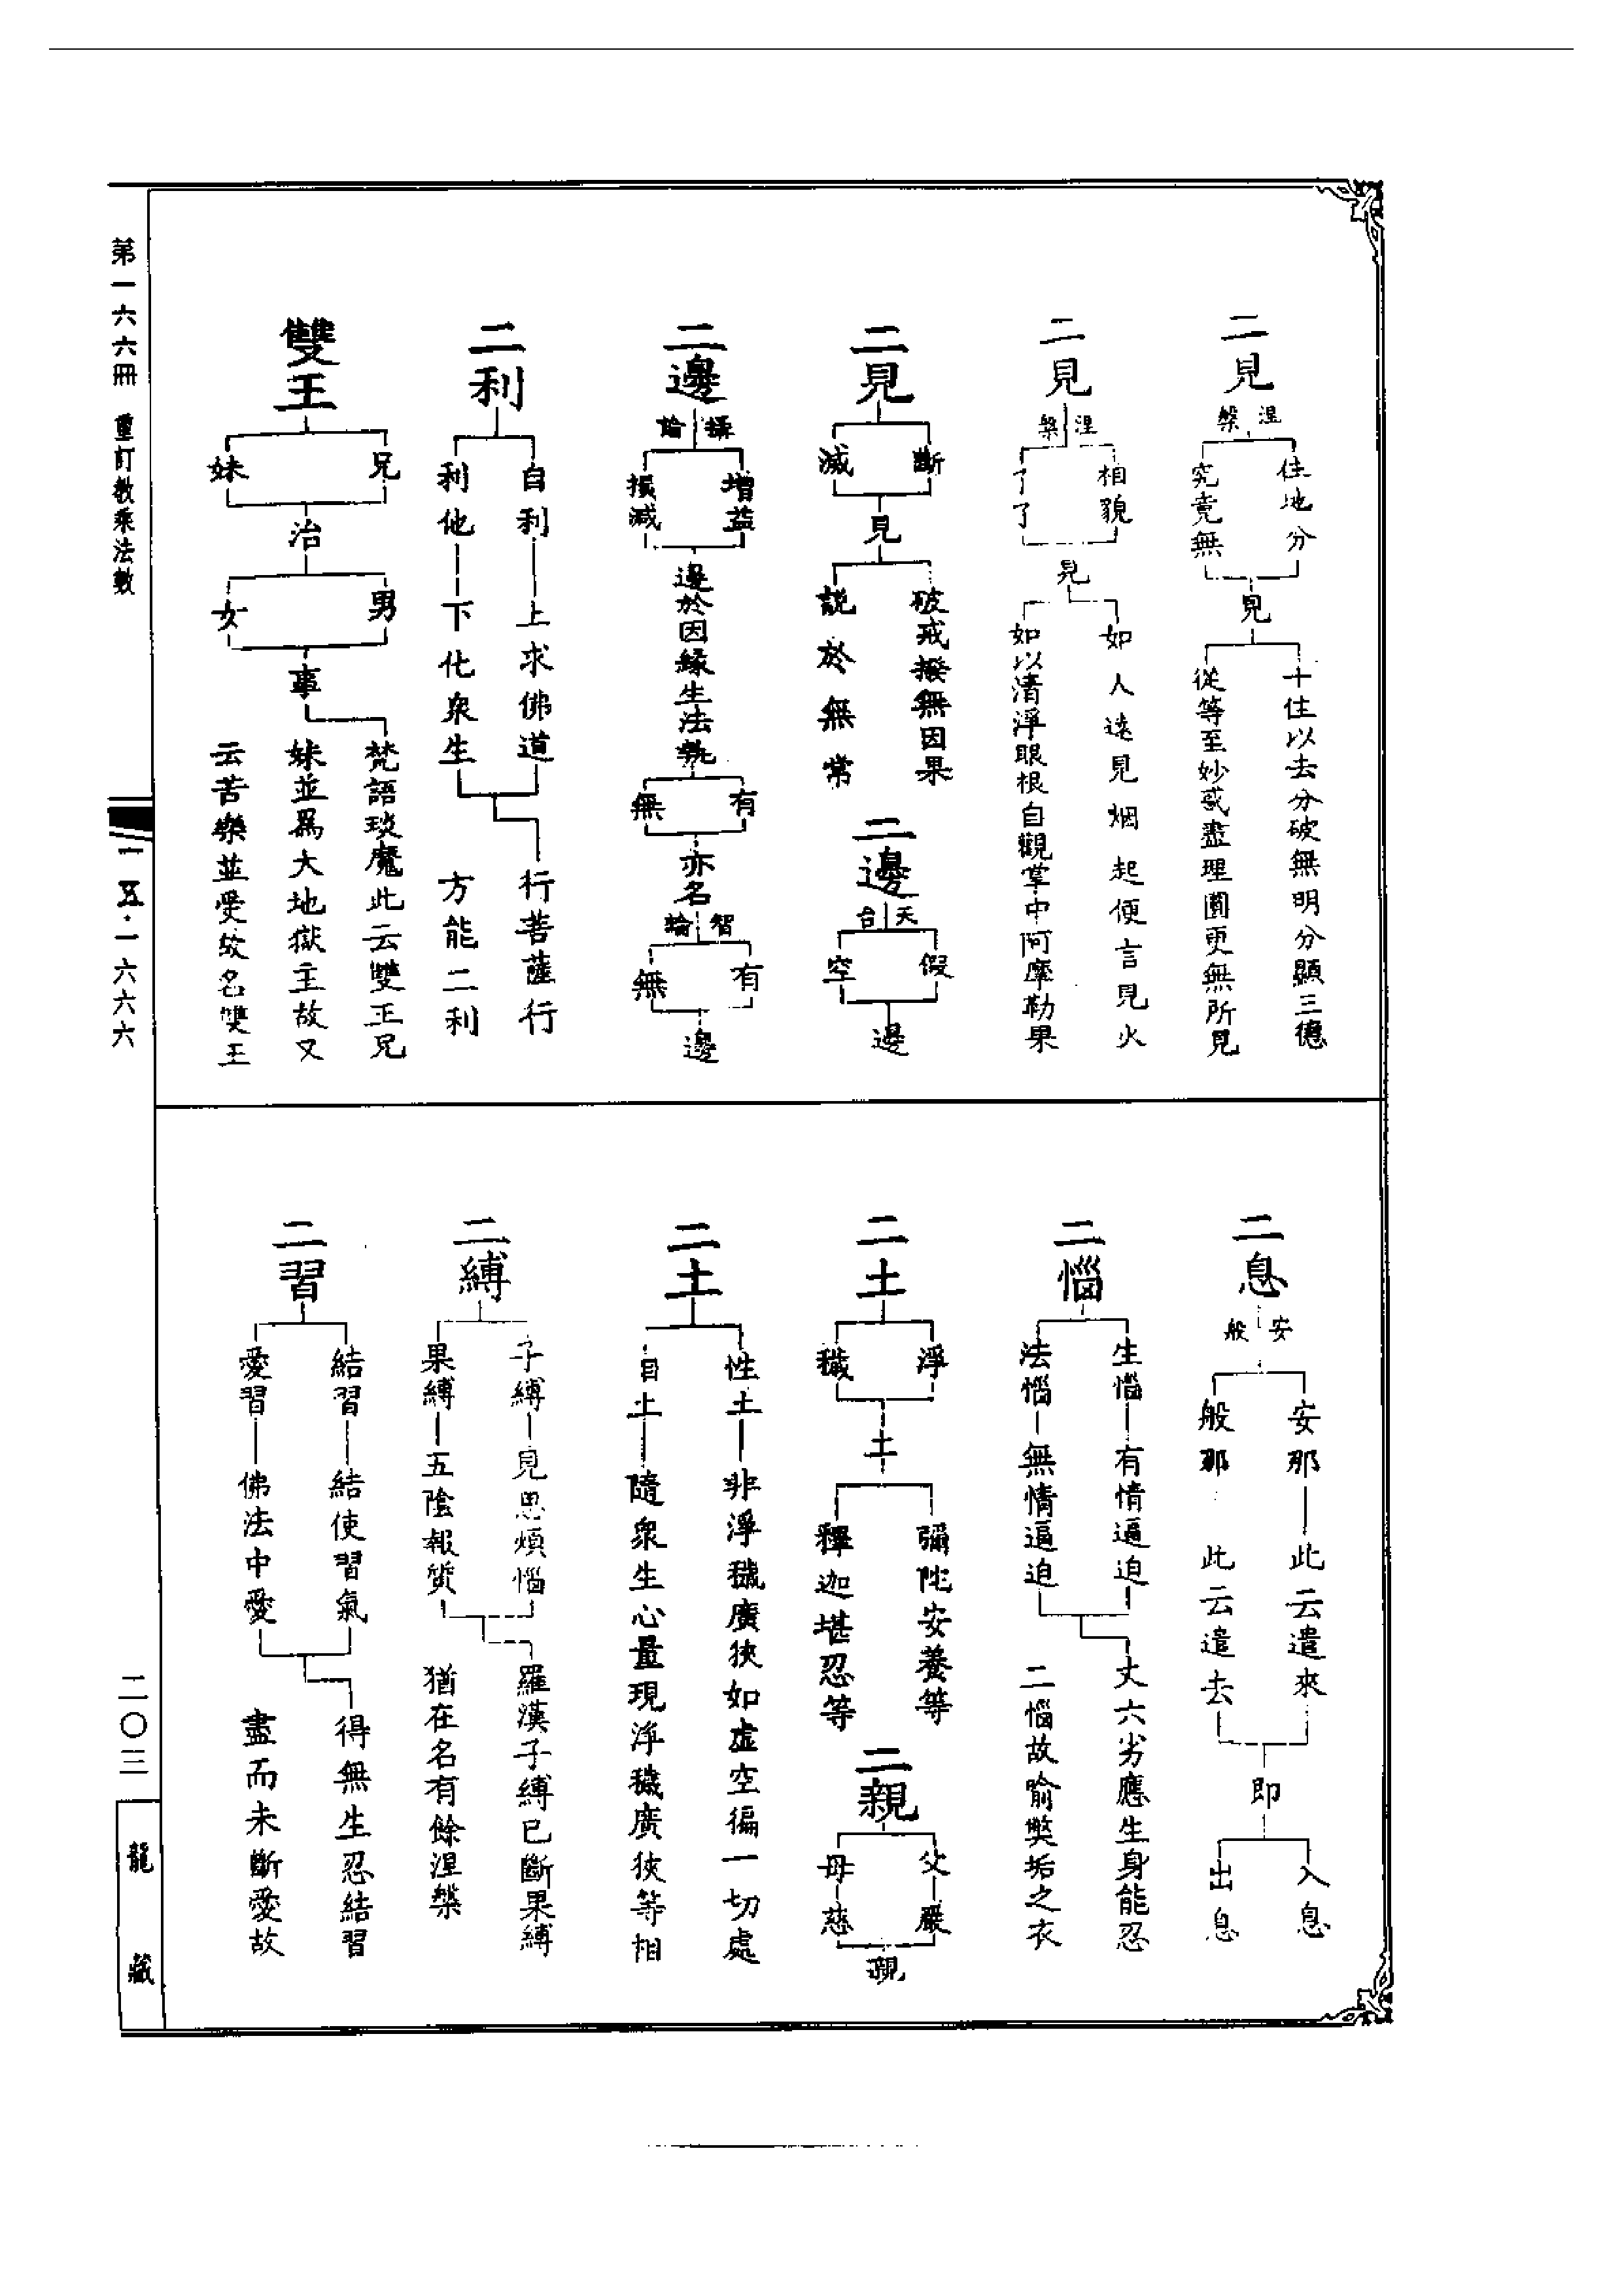 二見
涅槃
住地分
究竟無
見
十住以去分破無明分顯三德
從等至妙惑盡理圓更無所見
二見
涅槃
相貌
了了
見
如人遠見烟起便言見火
如以清淨眼根自觀掌中阿摩勒果
二見
斷
滅
見
破戒撥無因果
說於無常
二邊
天台
假
空
邊
二邊
攝論
增益
損減
邊於因緣生法執
有
無
亦名
智論
有
無
邊
二利
自利
上求佛道
利他
下化眾生
行菩薩行
方能二利
雙王
兄
妹
治
男
女
事
梵語琰魔此云雙王兄
妹並為大地獄主故又
云苦樂並受故名雙王
二息
安般
安那
此云遣來
般那
此云遣去
即
入息
出息
二惱
生惱
有情逼迫
法惱
無情逼迫
丈六劣應生身能忍
二惱故喻弊垢之衣
二土
淨
穢
土
彌陀安養等
釋迦堪忍等
二親
父嚴
母慈
親
二土
性土
非淨穢廣狹如虛空徧一切處
土
隨眾生心量現淨穢廣狹等相
二縛
子縛
見思煩惱
果縛
五陰報質
羅漢子縛已斷果縛
猶在名有餘涅槃
二習
結習
結使習氣
愛習
佛法中愛
得無生忍結習
盡而未斷愛故
第一六六冊 重訂教乘法數
一五·一六六六
二〇三
龍藏